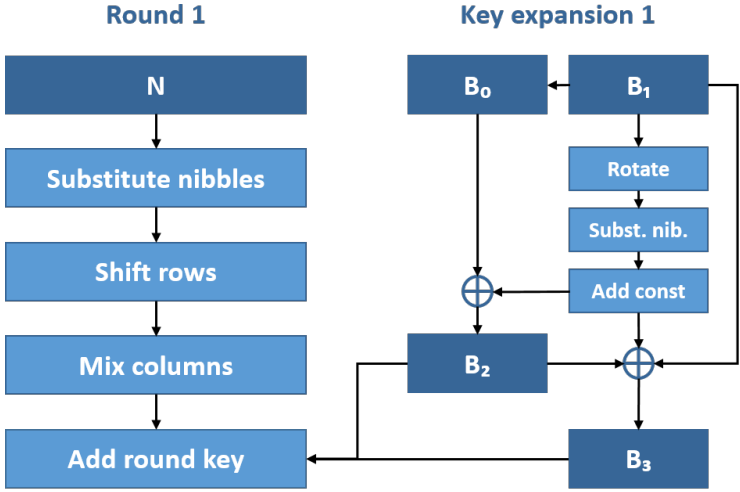 Round 1
N
Substitute nibbles
Shift rows
Mix columns
Add round key
Key expansion 1
B₀
B₁
Rotate
Subst. nib.
Add const
B₂
B₃